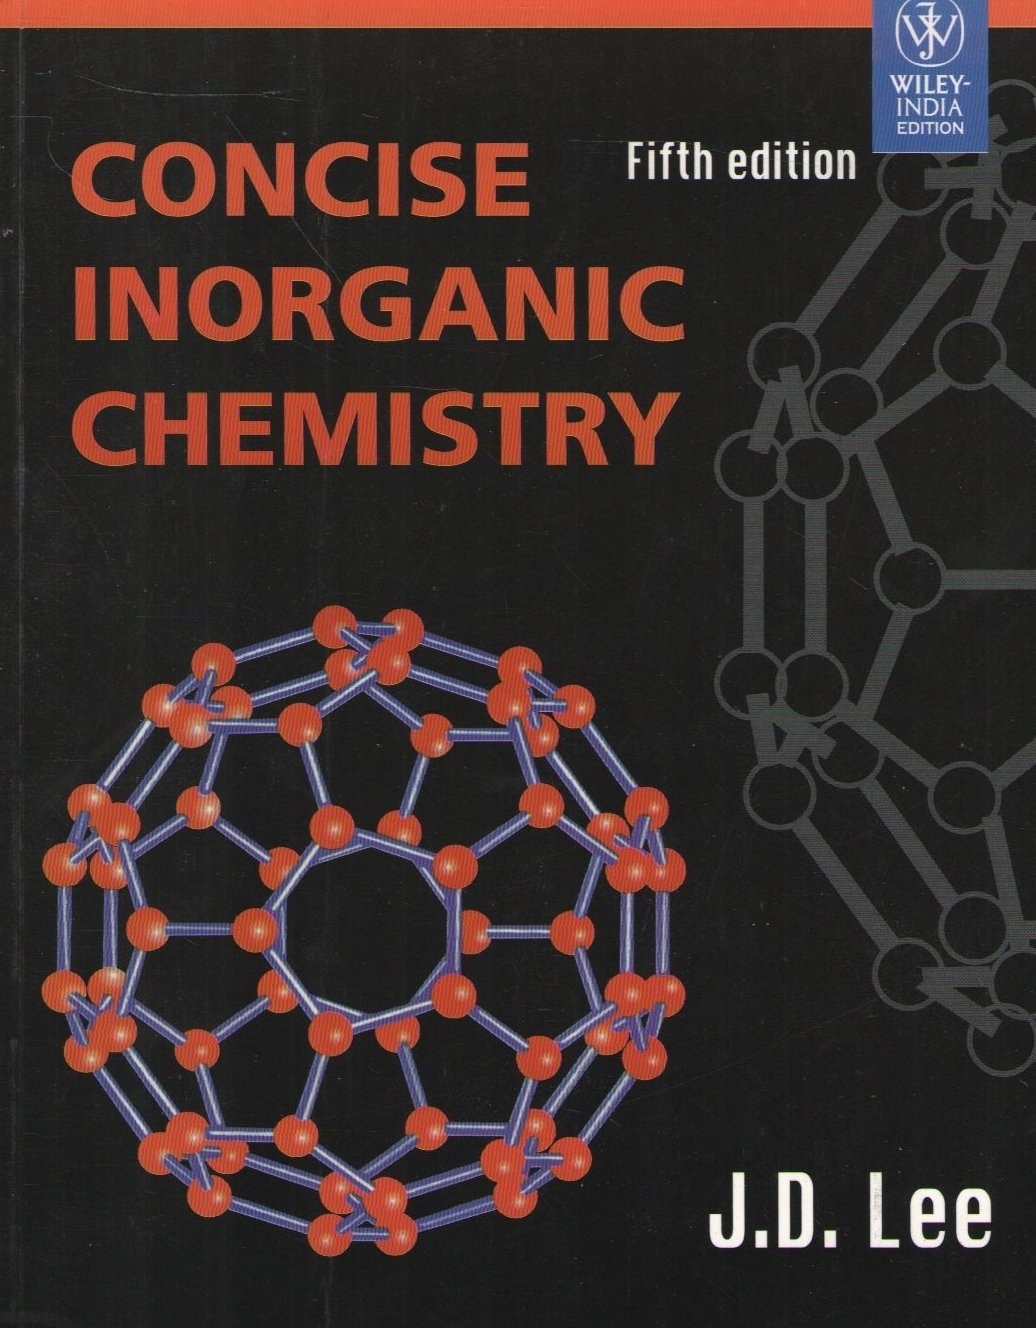 WILEY-
INDIA
EDITION
CONCISE
Fifth edition
INORGANIC
CHEMISTRY
J.D. Lee